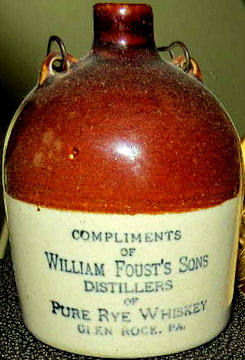 COMPLIMENTS
OF
WILLIAM FOUST'S SONS
DISTILLERS
OF
PURE RYE WHISKEY
GLEN ROCK, PA.